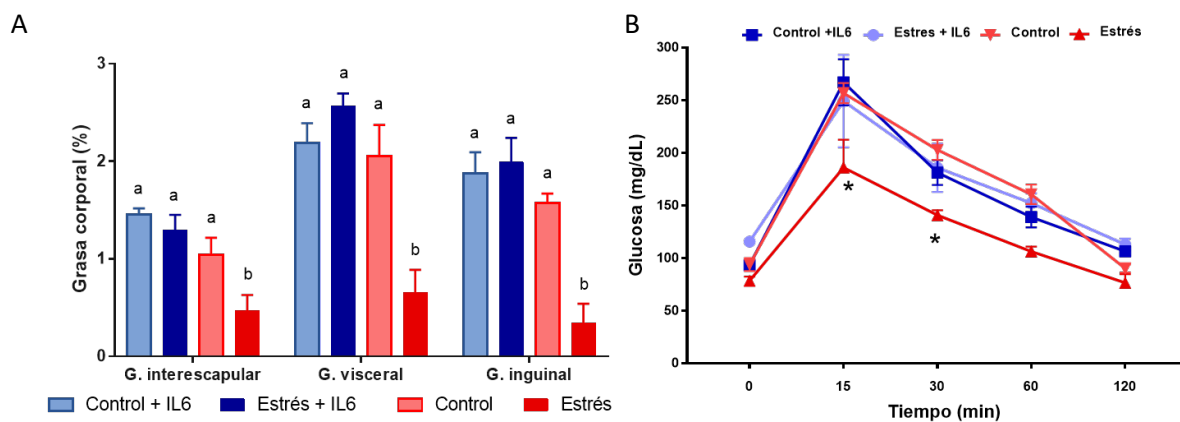 A
Grasa corporal (%)
3
2
1
0
a
a
a
b
a
a
a
b
a
a
a
b
G. interescapular G. visceral G. inguinal
Control + IL6 Estrés + IL6 Control Estrés
B
Control +IL6 Estres + IL6 Control Estrés
Glucosa (mg/dL)
300
250
200
150
100
50
0
*
*
0 15 30 60 120
Tiempo (min)